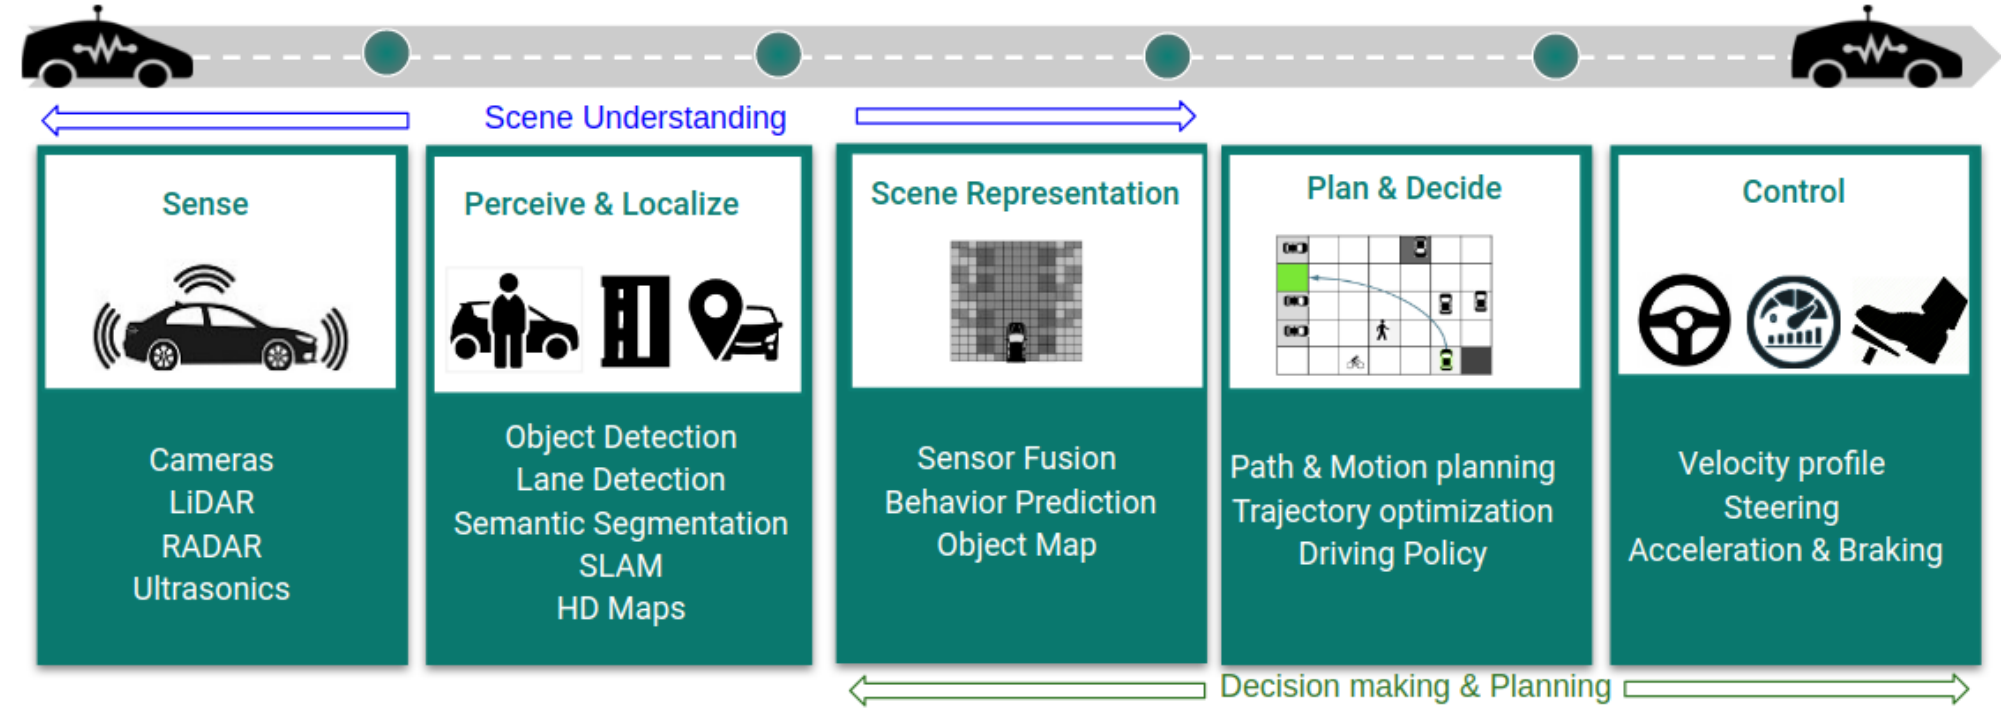 Scene Understanding
Sense
Cameras
LiDAR
RADAR
Ultrasonics
Perceive & Localize
Object Detection
Lane Detection
Semantic Segmentation
SLAM
HD Maps
Scene Representation
Sensor Fusion
Behavior Prediction
Object Map
Plan & Decide
Path & Motion planning
Trajectory optimization
Driving Policy
Control
Velocity profile
Steering
Acceleration & Braking
Decision making & Planning